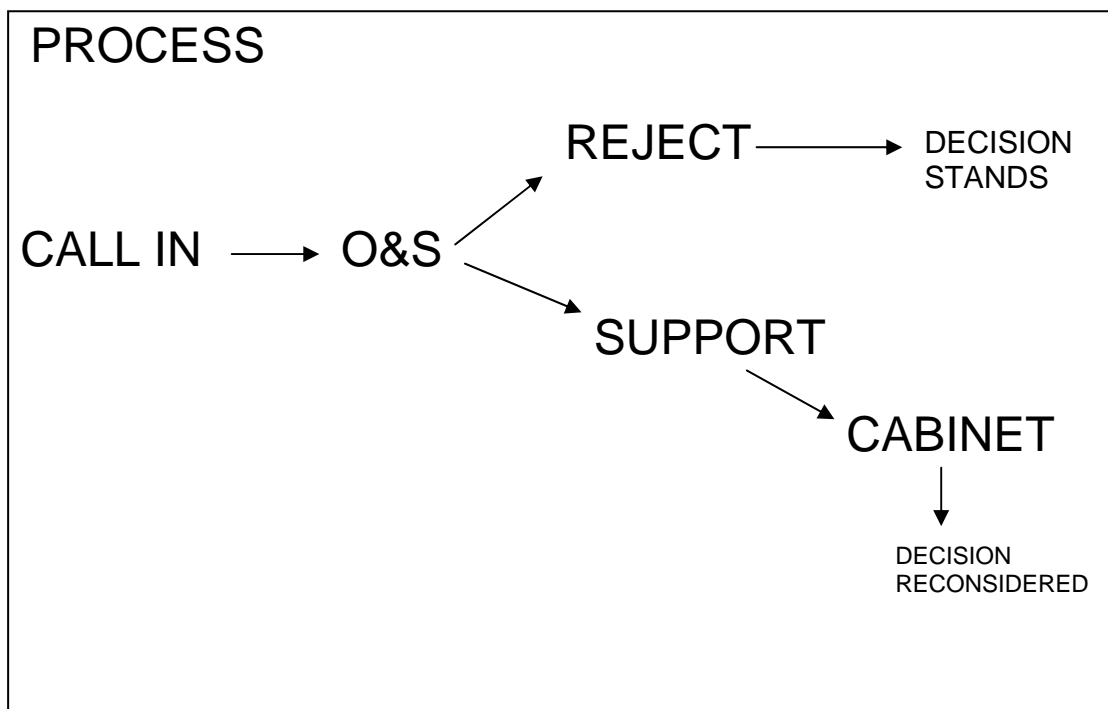 PROCESS
REJECT
DECISION
STANDS
CALL IN
O&S
SUPPORT
CABINET
DECISION
RECONSIDERED